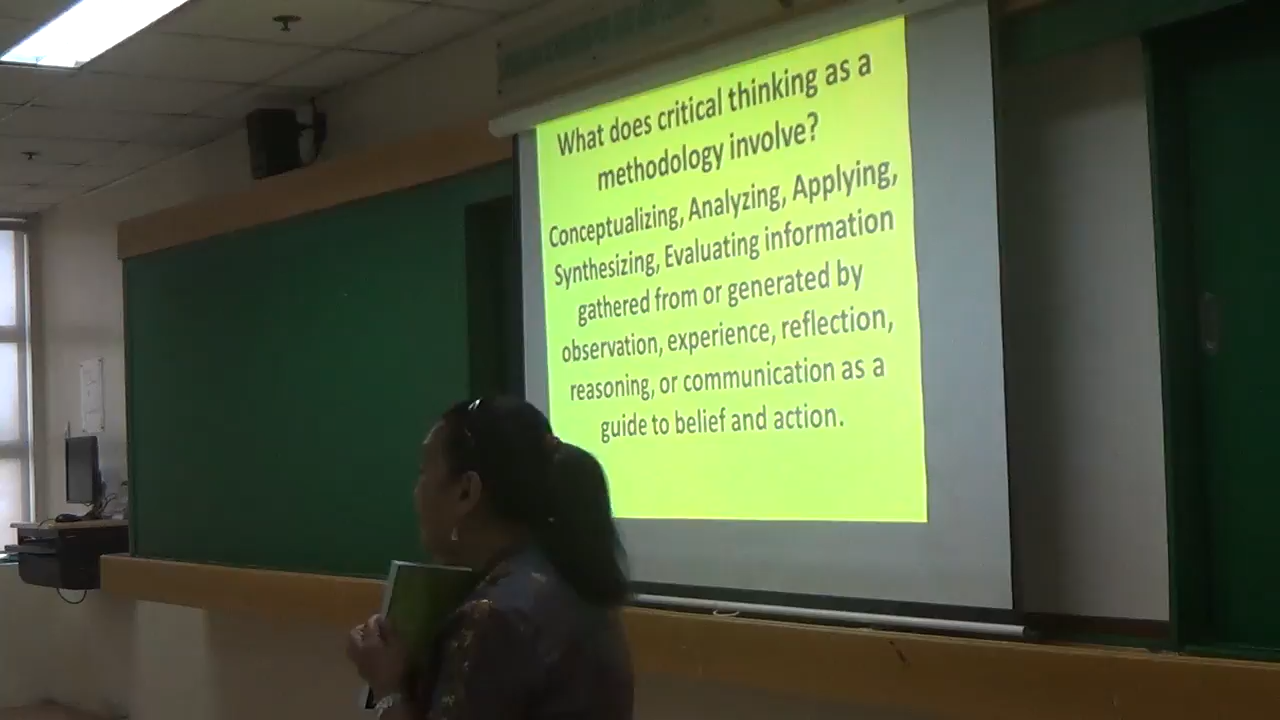 What does critical thinking as a
methodology involve?
Conceptualizing, Analyzing, Applying,
Synthesizing, Evaluating information
gathered from or generated by
observation, experience, reflection,
reasoning, or communication as a
guide to belief and action.